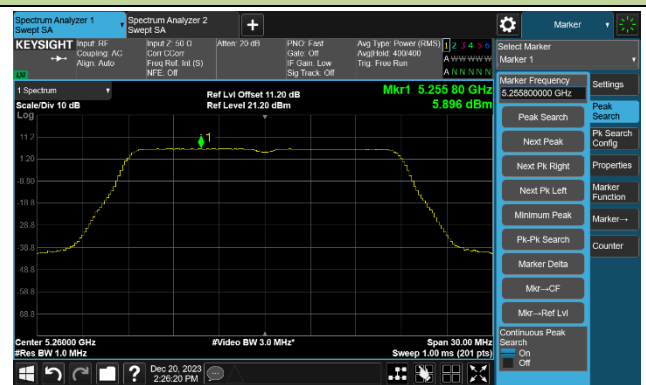 Spectrum Analyzer 1
Swept SA
Spectrum Analyzer 2
Swept SA
+
Marker
KEYSIGHT
Input: RF
Coupling: AC
Align: Auto
Input Z: 50 Ω
Corr CCorr
Freq Ref: Int (S)
NFE: Off
Atten: 20 dB
PNO: Fast
Gate: Off
IF Gain: Low
Sig Track: Off
Avg Type: Power (RMS)
Avg|Hold: 400/400
Trig: Free Run
1 2 3 4 5 6
A W W W W W
A N N N N N
LXI
Select Marker
Marker 1
1 Spectrum
Scale/Div 10 dB
Log
Ref Lvl Offset 11.20 dB
Ref Level 21.20 dBm
Mkr1 5.255 80 GHz
5.896 dBm
11.2
1.20
-8.80
-18.8
-28.8
-38.8
-48.8
-58.8
-68.8
1
Center 5.26000 GHz
#Res BW 1.0 MHz
#Video BW 3.0 MHz*
Span 30.00 MHz
Sweep 1.00 ms (201 pts)
Marker Frequency
5.255800000 GHz
Peak Search
Next Peak
Next Pk Right
Next Pk Left
Minimum Peak
Pk-Pk Search
Marker Delta
Mkr→CF
Mkr→Ref Lvl
Continuous Peak
Search
On
Off
Settings
Peak
Search
Pk Search
Config
Properties
Marker
Function
Marker→
Counter
?
Dec 20, 2023
2:26:20 PM